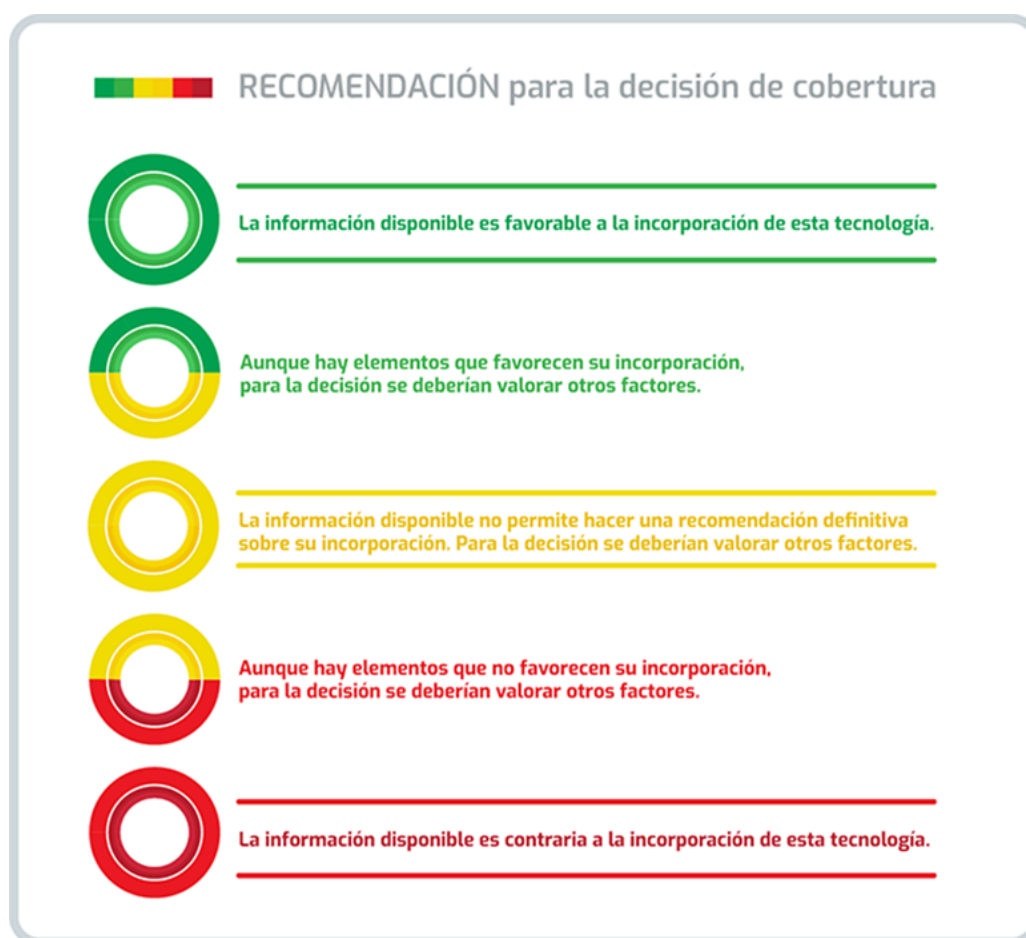 RECOMENDACIÓN para la decisión de cobertura
La información disponible es favorable a la incorporación de esta tecnología.
Aunque hay elementos que favorecen su incorporación,
para la decisión se deberían valorar otros factores.
La información disponible no permite hacer una recomendación definitiva
sobre su incorporación. Para la decisión se deberían valorar otros factores.
Aunque hay elementos que no favorecen su incorporación,
para la decisión se deberían valorar otros factores.
La información disponible es contraria a la incorporación de esta tecnología.